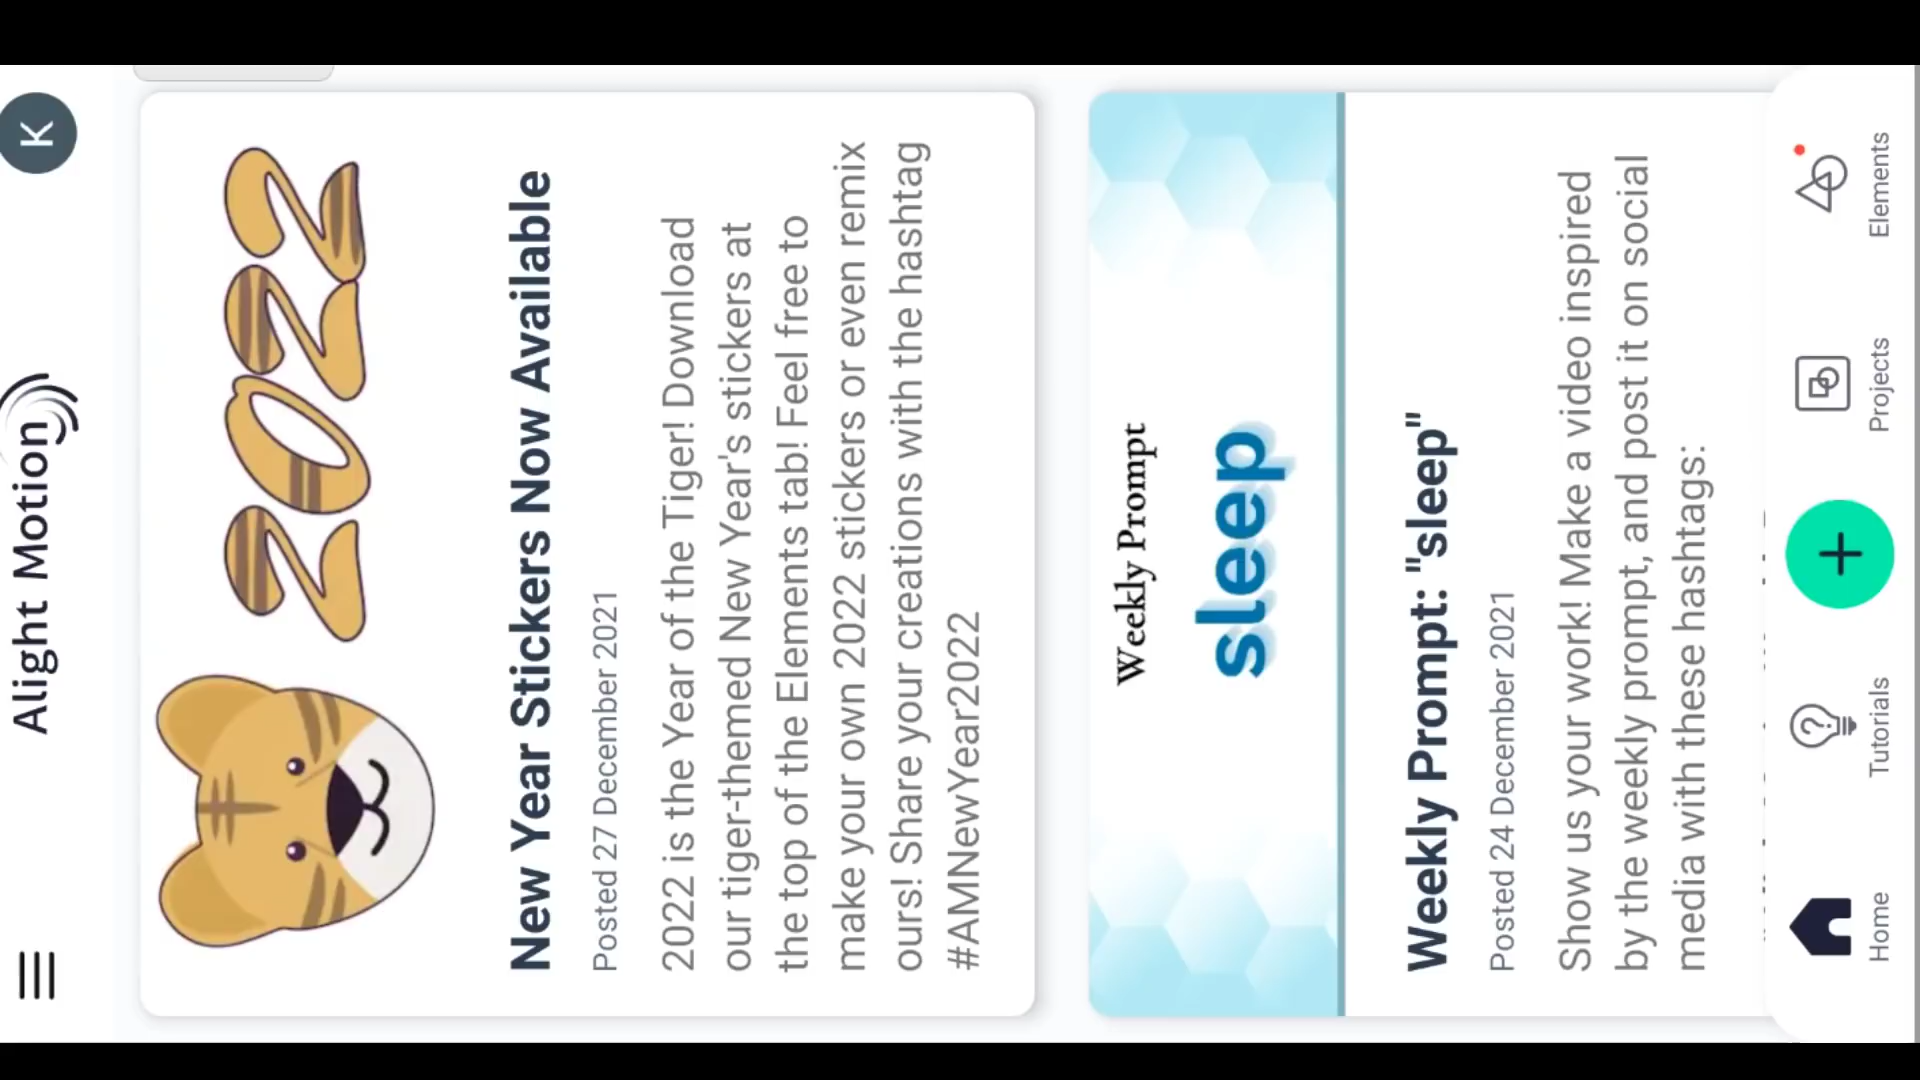 Alight Motion
K
2022
New Year Stickers Now Available
Posted 27 December 2021
2022 is the Year of the Tiger! Download
our tiger-themed New Year's stickers at
the top of the Elements tab! Feel free to
make your own 2022 stickers or even remix
ours! Share your creations with the hashtag
#AMNewYear2022
Weekly Prompt
sleep
Weekly Prompt: "sleep"
Posted 24 December 2021
Show us your work! Make a video inspired
by the weekly prompt, and post it on social
media with these hashtags:
Home
Tutorials
Projects
Elements